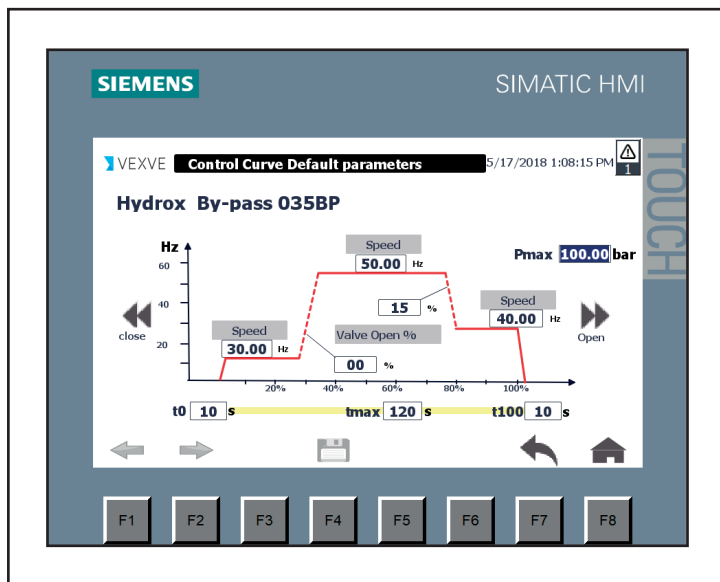 SIEMENS
SIMATIC HMI
TOUCH
VEXVE
Control Curve Default parameters
5/17/2018 1:08:15 PM
1
Hydrox By-pass 035BP
Hz
Speed
Pmax 100.00 bar
60
50.00 Hz
40
15 %
Speed
close
Speed
Valve Open %
40.00 Hz
Open
20
30.00 Hz
00 %
20% 40% 60% 80% 100%
t0 10 s tmax 120 s t100 10 s
F1 F2 F3 F4 F5 F6 F7 F8